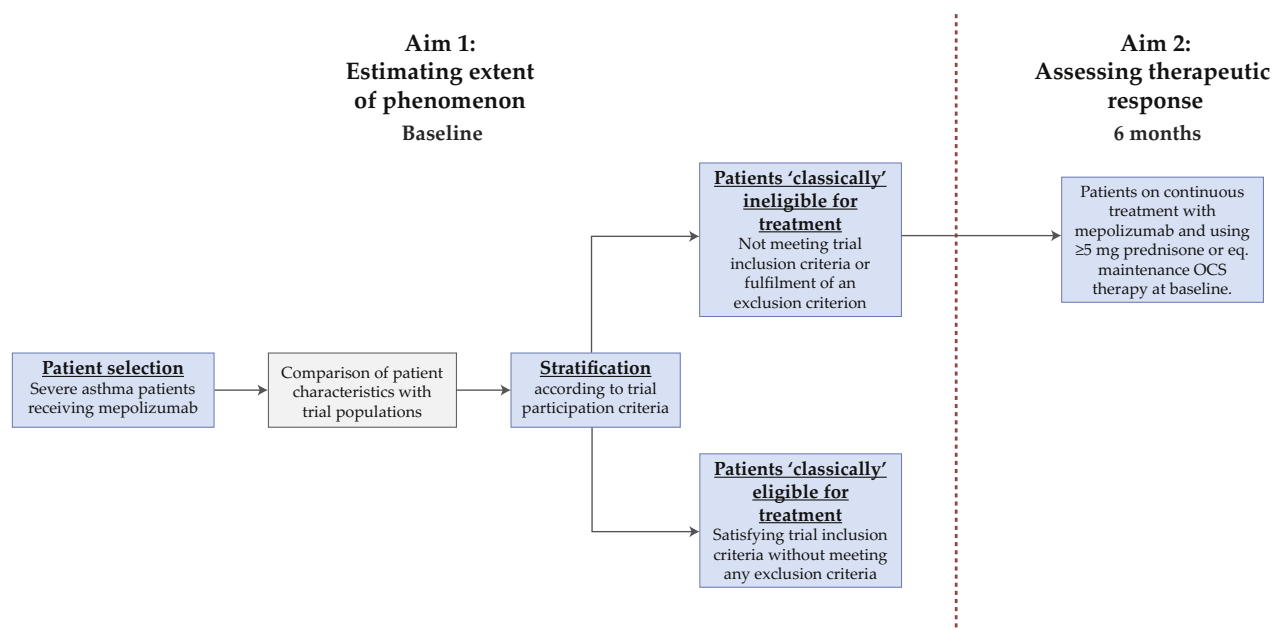 Aim 1:
Estimating extent
of phenomenon
Baseline
Aim 2:
Assessing therapeutic
response
6 months
Patient selection
Severe asthma patients
receiving mepolizumab
Comparison of patient
characteristics with
trial populations
Stratification
according to trial
participation criteria
Patients ‘classically’
ineligible for
treatment
Not meeting trial
inclusion criteria or
fulfilment of an
exclusion criterion
Patients ‘classically’
eligible for
treatment
Satisfying trial inclusion
criteria without meeting
any exclusion criteria
Patients on continuous
treatment with
mepolizumab and using
≥5 mg prednisone or eq.
maintenance OCS
therapy at baseline.